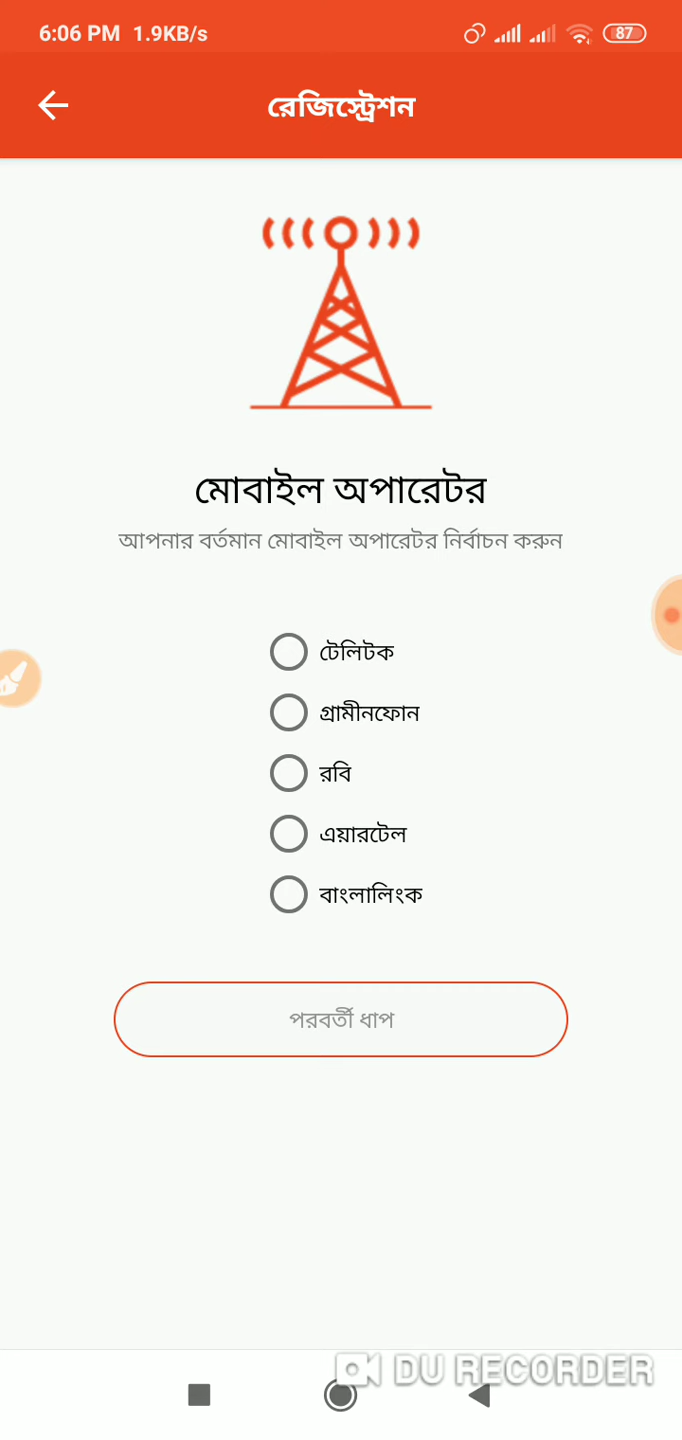 6:06 PM 1.9KB/s 87
রেজিস্ট্রেশন
মোবাইল অপারেটর
আপনার বর্তমান মোবাইল অপারেটর নির্বাচন করুন
টেলিটক
গ্রামীনফোন
রবি
এয়ারটেল
বাংলালিংক
পরবর্তী ধাপ
DU RECORDER